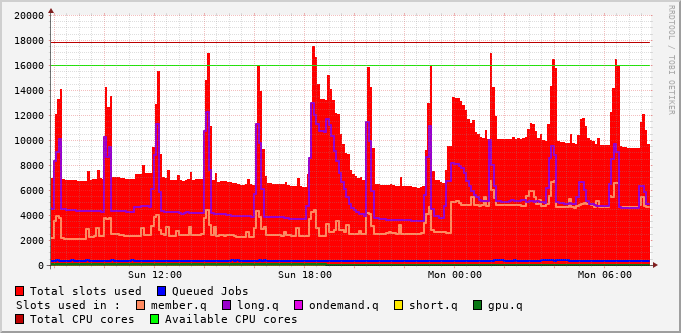 20000
18000
16000
14000
12000
10000
8000
6000
4000
2000
0
Sun 12:00 Sun 18:00 Mon 00:00 Mon 06:00
RRDTOOL / TOBI OETIKER
Total slots used Queued Jobs
Slots used in : member.q long.q ondemand.q short.q gpu.q
Total CPU cores Available CPU cores